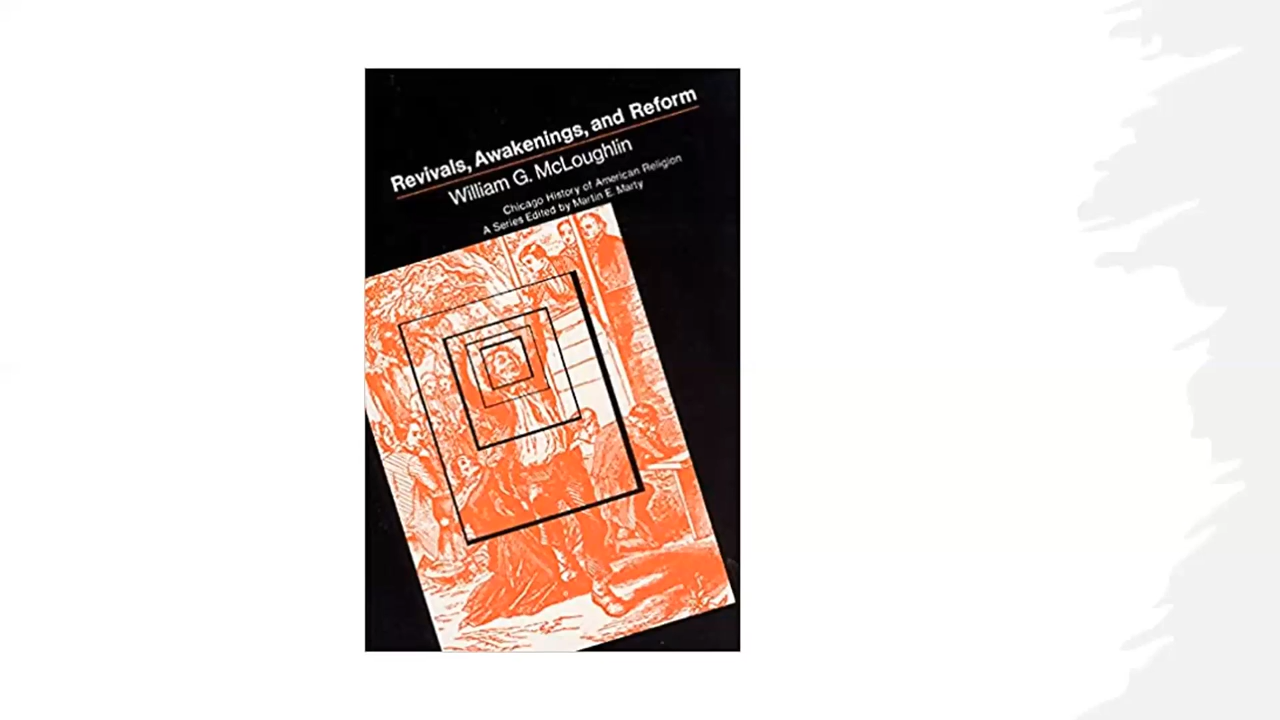 Revivals, Awakenings, and Reform
William G. McLoughlin
Chicago History of American Religion
A Series Edited by Martin E. Marty